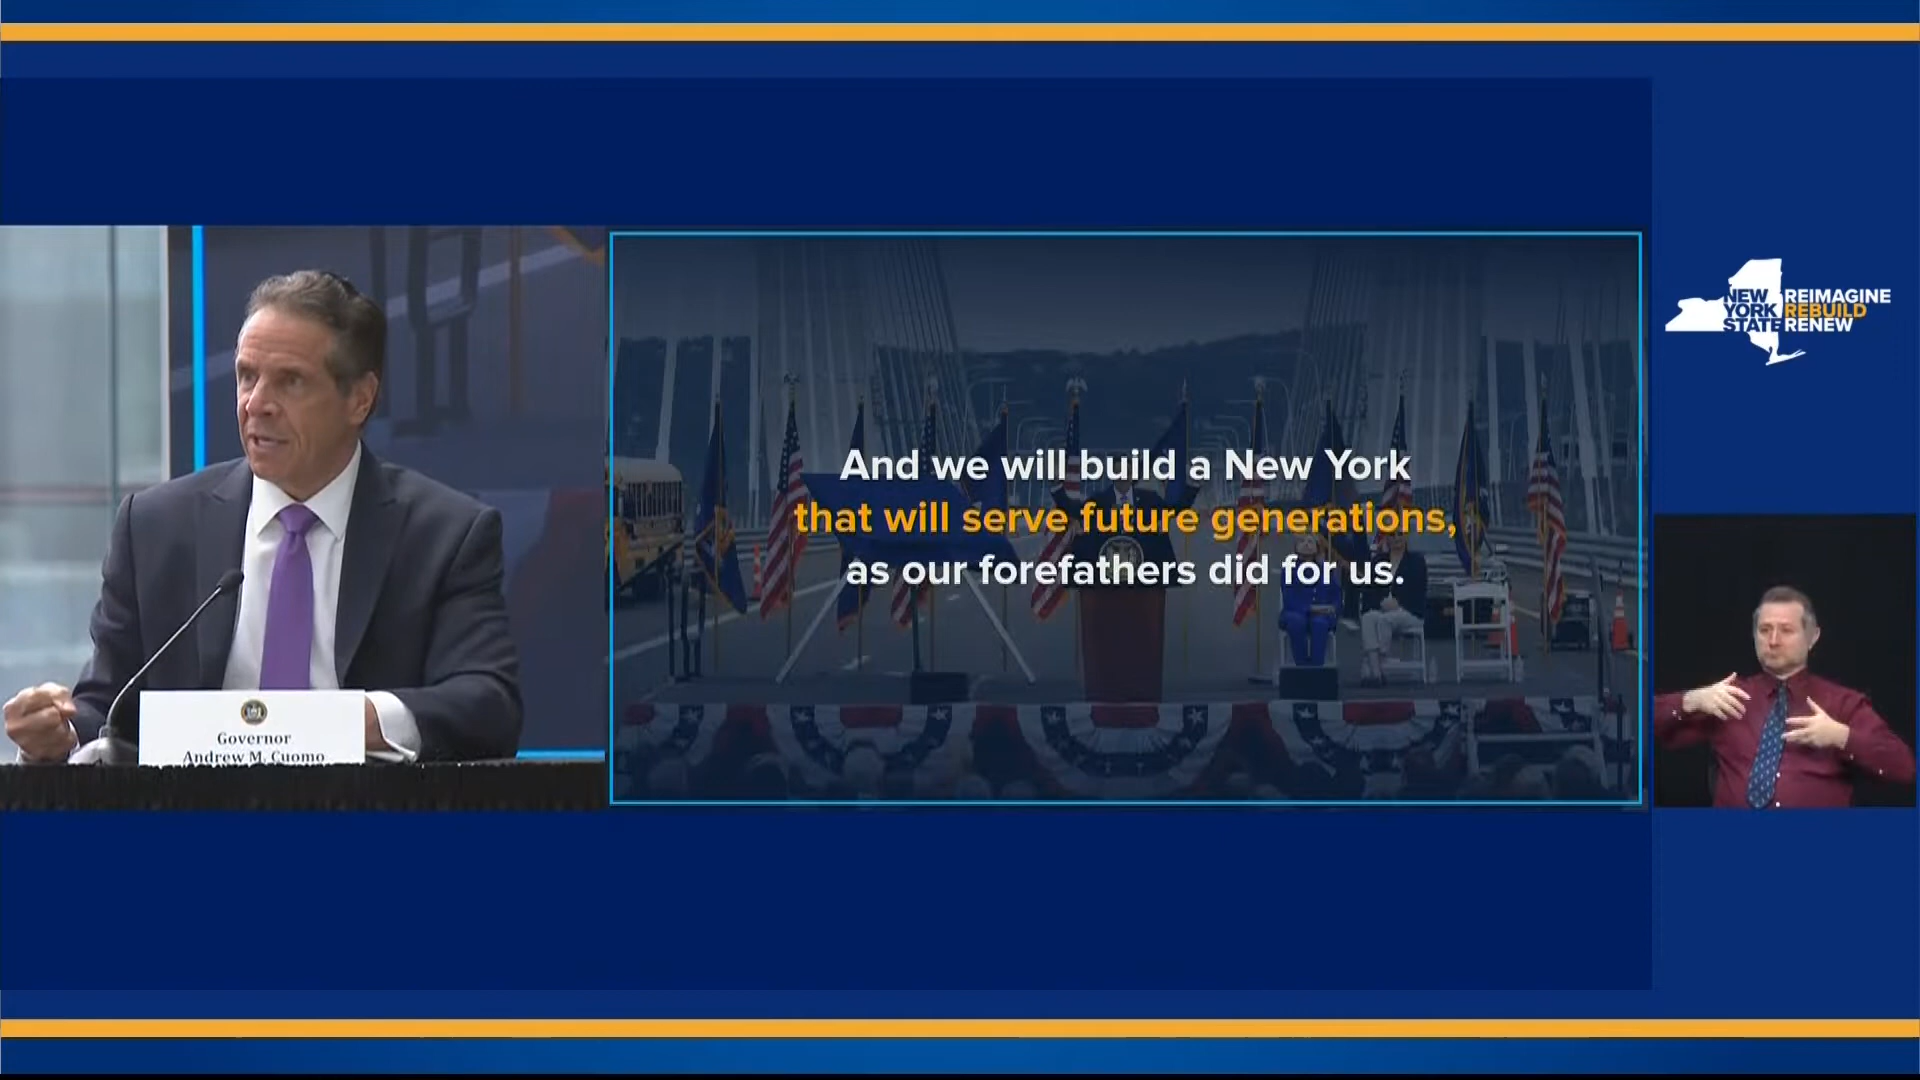 And we will build a New York
that will serve future generations,
as our forefathers did for us.
NEW
YORK
STATE
REIMAGINE
REBUILD
RENEW
Governor
Andrew M. Cuomo